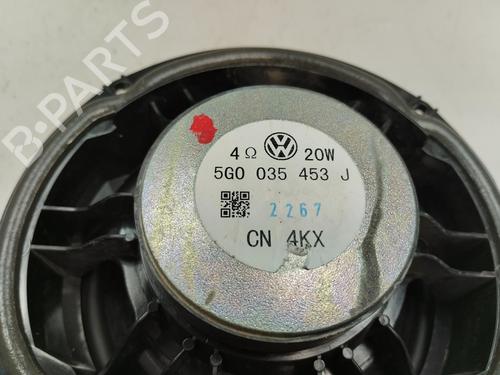 4Ω 20W
5G0 035 453 J
2267
CN 4KX
B-PARTS